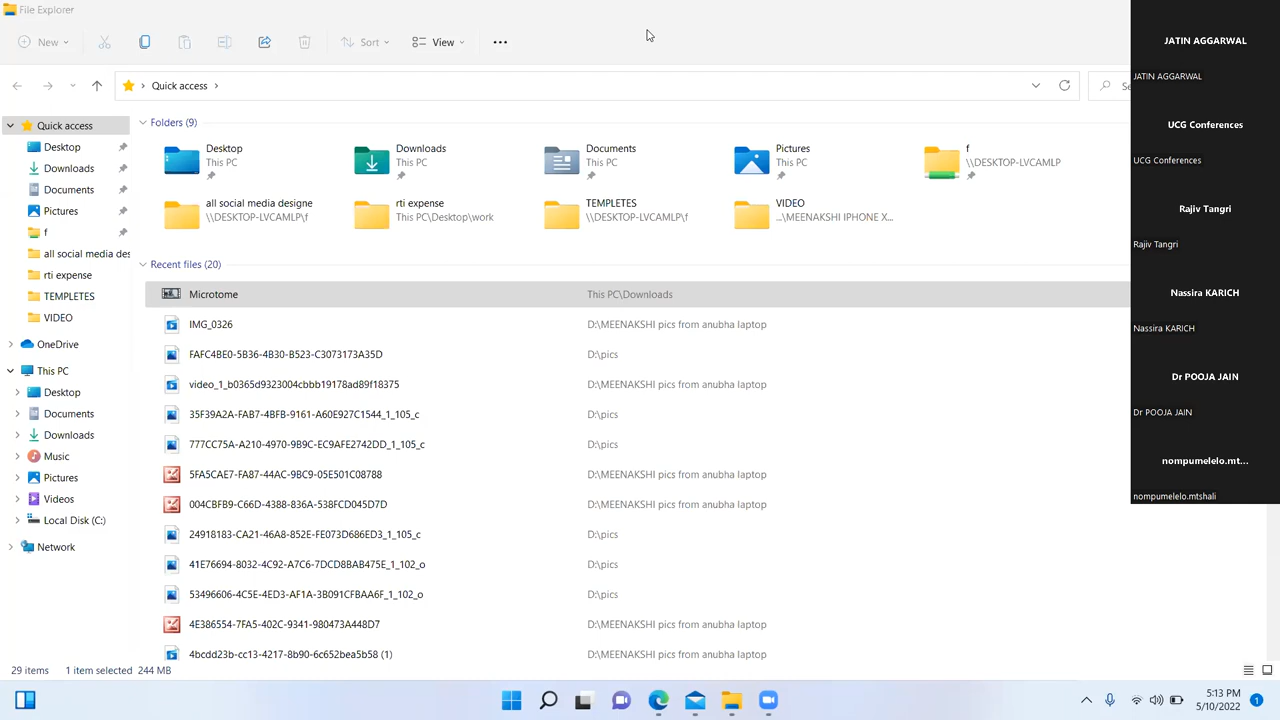 File Explorer
New
Sort
View
Quick access
Se
Quick access
Desktop
Downloads
Documents
Pictures
f
all social media des
rti expense
TEMPLETES
VIDEO
OneDrive
This PC
Desktop
Documents
Downloads
Music
Pictures
Videos
Local Disk (C:)
Network
Folders (9)
Desktop
This PC
Downloads
This PC
Documents
This PC
Pictures
This PC
f
\\DESKTOP-LVCAMLP
all social media designe
\\DESKTOP-LVCAMLP\f
rti expense
This PC\Desktop\work
TEMPLETES
\\DESKTOP-LVCAMLP\f
VIDEO
...\MEENAKSHI IPHONE X...
Recent files (20)
Microtome This PC\Downloads
IMG_0326 D:\MEENAKSHI pics from anubha laptop
FAFC4BE0-5B36-4B30-B523-C3073173A35D D:\pics
video_1_b0365d9323004cbbb19178ad89f18375 D:\MEENAKSHI pics from anubha laptop
35F39A2A-FAB7-4BFB-9161-A60E927C1544_1_105_c D:\pics
777CC75A-A210-4970-9B9C-EC9AFE2742DD_1_105_c D:\pics
5FA5CAE7-FA87-44AC-9BC9-05E501C08788 D:\MEENAKSHI pics from anubha laptop
004CBFB9-C66D-4388-836A-538FCD045D7D D:\MEENAKSHI pics from anubha laptop
24918183-CA21-46A8-852E-FE073D686ED3_1_105_c D:\pics
41E76694-8032-4C92-A7C6-7DCD8BAB475E_1_102_o D:\pics
53496606-4C5E-4ED3-AF1A-3B091CFBAA6F_1_102_o D:\pics
4E386554-7FA5-402C-9341-980473A448D7 D:\MEENAKSHI pics from anubha laptop
4bcdd23b-cc13-4217-8b90-6c652bea5b58 (1) D:\MEENAKSHI pics from anubha laptop
JATIN AGGARWAL
JATIN AGGARWAL
UCG Conferences
UCG Conferences
Rajiv Tangri
Rajiv Tangri
Nassira KARICH
Nassira KARICH
Dr POOJA JAIN
Dr POOJA JAIN
nompumelelo.mt...
nompumelelo.mtshali
29 items 1 item selected 244 MB
5:13 PM
5/10/2022
1